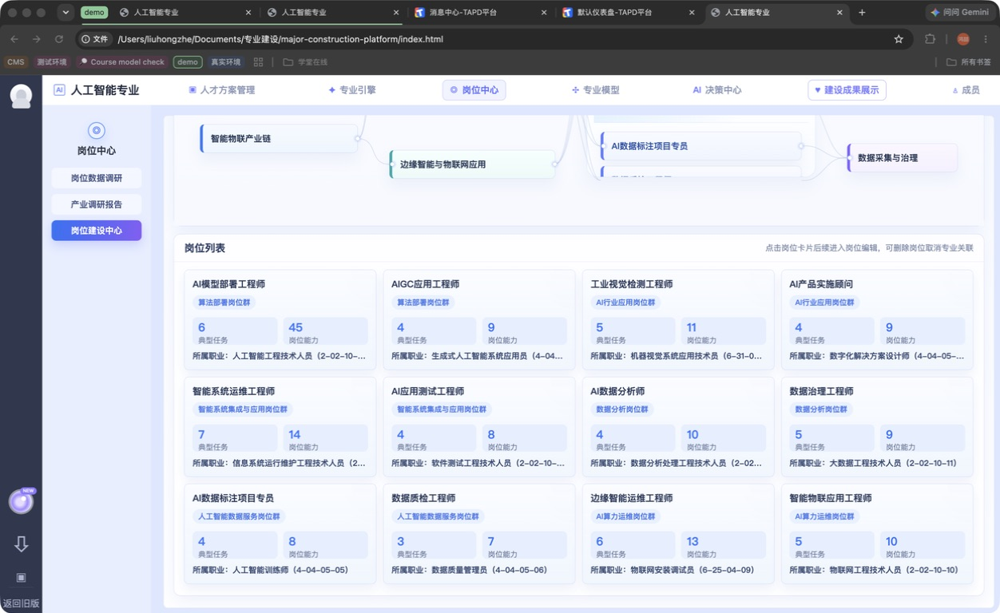 demo
人工智能专业
人工智能专业
消息中心-TAPD平台
默认仪表盘-TAPD平台
人工智能专业
问问 Gemini
文件
/Users/liuhongzhe/Documents/专业建设/major-construction-platform/index.html
CMS
测试环境
Course model check
demo
真实环境
学堂在线
所有书签
AI 人工智能专业
人才方案管理
专业引擎
岗位中心
专业模型
AI 决策中心
建设成果展示
成员
岗位中心
岗位数据调研
产业调研报告
岗位建设中心
NEW
返回旧版
智能物联产业链
边缘智能与物联网应用
AI数据标注项目专员
数据采集与治理
岗位列表
点击岗位卡片后续进入岗位编辑，可删除岗位取消专业关联
AI模型部署工程师
算法部署岗位群
6
典型任务
45
岗位能力
所属职业：人工智能工程技术人员（2-02-10-...
AIGC应用工程师
算法部署岗位群
4
典型任务
9
岗位能力
所属职业：生成式人工智能系统应用员（4-04...
工业视觉检测工程师
AI行业应用岗位群
5
典型任务
11
岗位能力
所属职业：机器视觉系统应用技术员（6-31-0...
AI产品实施顾问
AI行业应用岗位群
4
典型任务
9
岗位能力
所属职业：数字化解决方案设计师（4-04-05-...
智能系统运维工程师
智能系统集成与应用岗位群
7
典型任务
14
岗位能力
所属职业：信息系统运行维护工程技术人员（2...
AI应用测试工程师
智能系统集成与应用岗位群
4
典型任务
8
岗位能力
所属职业：软件测试工程技术人员（2-02-10-...
AI数据分析师
数据分析岗位群
4
典型任务
10
岗位能力
所属职业：数据分析处理工程技术人员（2-02...
数据治理工程师
数据分析岗位群
5
典型任务
9
岗位能力
所属职业：大数据工程技术人员（2-02-10-11）
AI数据标注项目专员
人工智能数据服务岗位群
4
典型任务
8
岗位能力
所属职业：人工智能训练师（4-04-05-05）
数据质检工程师
人工智能数据服务岗位群
3
典型任务
7
岗位能力
所属职业：数据质量管理员（4-04-05-06）
边缘智能运维工程师
AI算力运维岗位群
6
典型任务
13
岗位能力
所属职业：物联网安装调试员（6-25-04-09）
智能物联应用工程师
AI算力运维岗位群
5
典型任务
10
岗位能力
所属职业：物联网工程技术人员（2-02-10-10）